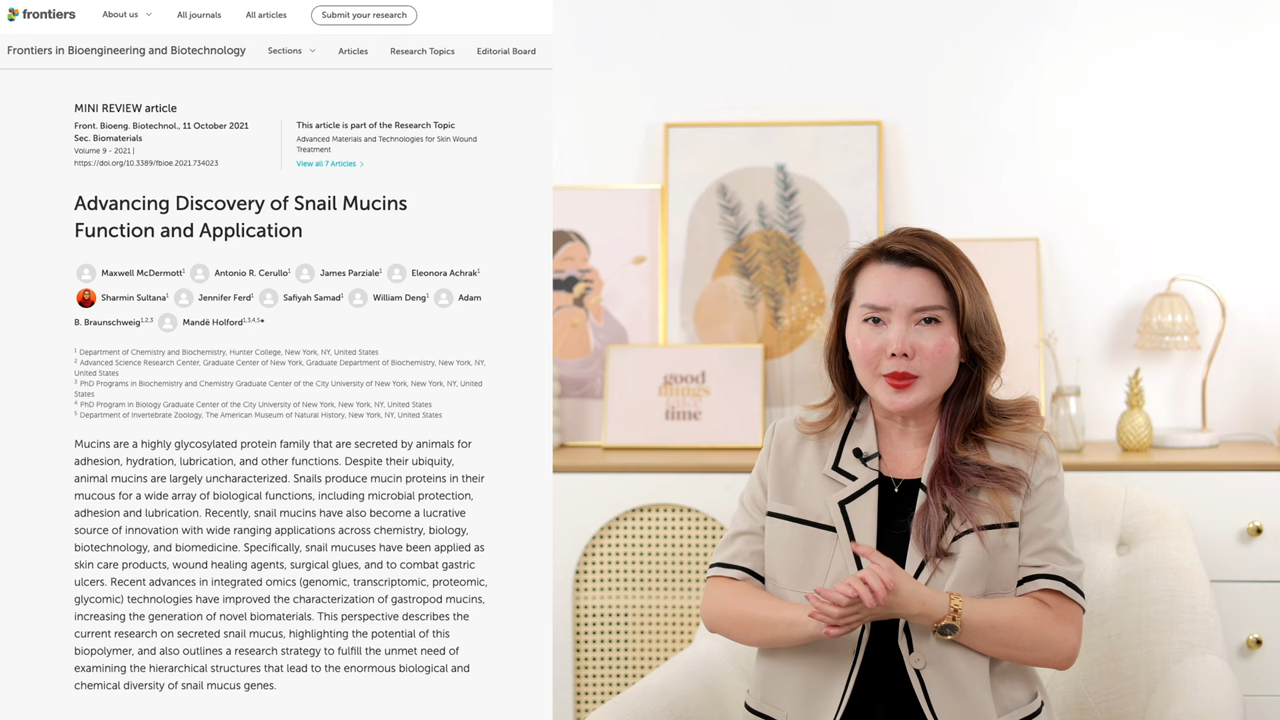 frontiers
About us
All journals
All articles
Submit your research
Frontiers in Bioengineering and Biotechnology
Sections
Articles
Research Topics
Editorial Board
MINI REVIEW article
Front. Bioeng. Biotechnol., 11 October 2021
Sec. Biomaterials
Volume 9 - 2021 |
https://doi.org/10.3389/fbioe.2021.734023
This article is part of the Research Topic
Advanced Materials and Technologies for Skin Wound
Treatment
View all 7 Articles
Advancing Discovery of Snail Mucins
Function and Application
Maxwell McDermott1 Antonio R. Cerullo1 James Parziale1 Eleonora Achrak1
Sharmin Sultana1 Jennifer Ferd1 Safiyah Samad1 William Deng1 Adam
B. Braunschweig1,2,3 Mandë Holford1,3,4,5*
1 Department of Chemistry and Biochemistry, Hunter College, New York, NY, United States
2 Advanced Science Research Center, Graduate Center of New York, Graduate Department of Biochemistry, New York, NY,
United States
3 PhD Programs in Biochemistry and Chemistry Graduate Center of the City University of New York, New York, NY, United
States
4 PhD Program in Biology Graduate Center of the City University of New York, New York, NY, United States
5 Department of Invertebrate Zoology, The American Museum of Natural History, New York, NY, United States
Mucins are a highly glycosylated protein family that are secreted by animals for
adhesion, hydration, lubrication, and other functions. Despite their ubiquity,
animal mucins are largely uncharacterized. Snails produce mucin proteins in their
mucous for a wide array of biological functions, including microbial protection,
adhesion and lubrication. Recently, snail mucins have also become a lucrative
source of innovation with wide ranging applications across chemistry, biology,
biotechnology, and biomedicine. Specifically, snail mucuses have been applied as
skin care products, wound healing agents, surgical glues, and to combat gastric
ulcers. Recent advances in integrated omics (genomic, transcriptomic, proteomic,
glycomic) technologies have improved the characterization of gastropod mucins,
increasing the generation of novel biomaterials. This perspective describes the
current research on secreted snail mucus, highlighting the potential of this
biopolymer, and also outlines a research strategy to fulfill the unmet need of
examining the hierarchical structures that lead to the enormous biological and
chemical diversity of snail mucus genes.
good
things
time